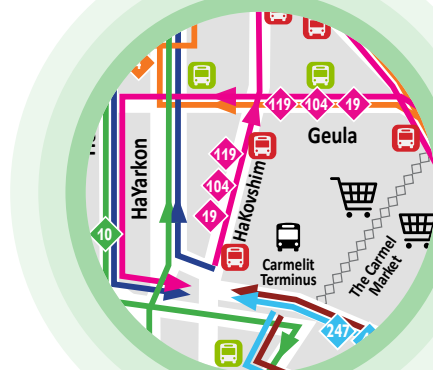 119
104
19
Geula
HaYarkon
119
104
19
HaKovshim
10
Carmelit
Terminus
The Carmel
Market
247